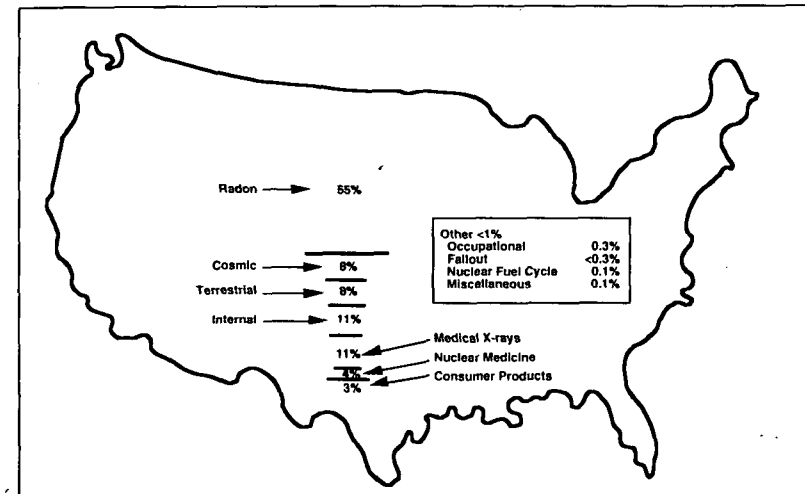 Radon 55%
Other <1%
Occupational 0.3%
Fallout <0.3%
Nuclear Fuel Cycle 0.1%
Miscellaneous 0.1%
Cosmic 8%
Terrestrial 8%
Internal 11%
Medical X-rays
11%
Nuclear Medicine
4%
Consumer Products
3%